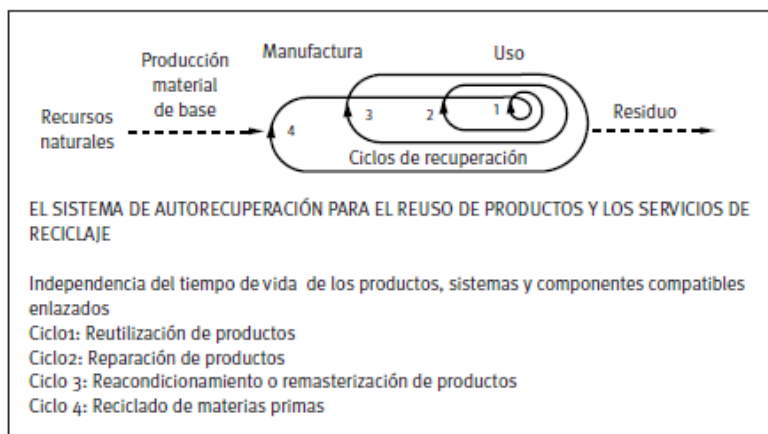 Manufactura
Uso
Producción
material
de base
Recursos
naturales
4
3
2
1
Residuo
Ciclos de recuperación
EL SISTEMA DE AUTORECUPERACIÓN PARA EL REUSO DE PRODUCTOS Y LOS SERVICIOS DE
RECICLAJE
Independencia del tiempo de vida de los productos, sistemas y componentes compatibles
enlazados
Ciclo1: Reutilización de productos
Ciclo2: Reparación de productos
Ciclo 3: Reacondicionamiento o remasterización de productos
Ciclo 4: Reciclado de materias primas